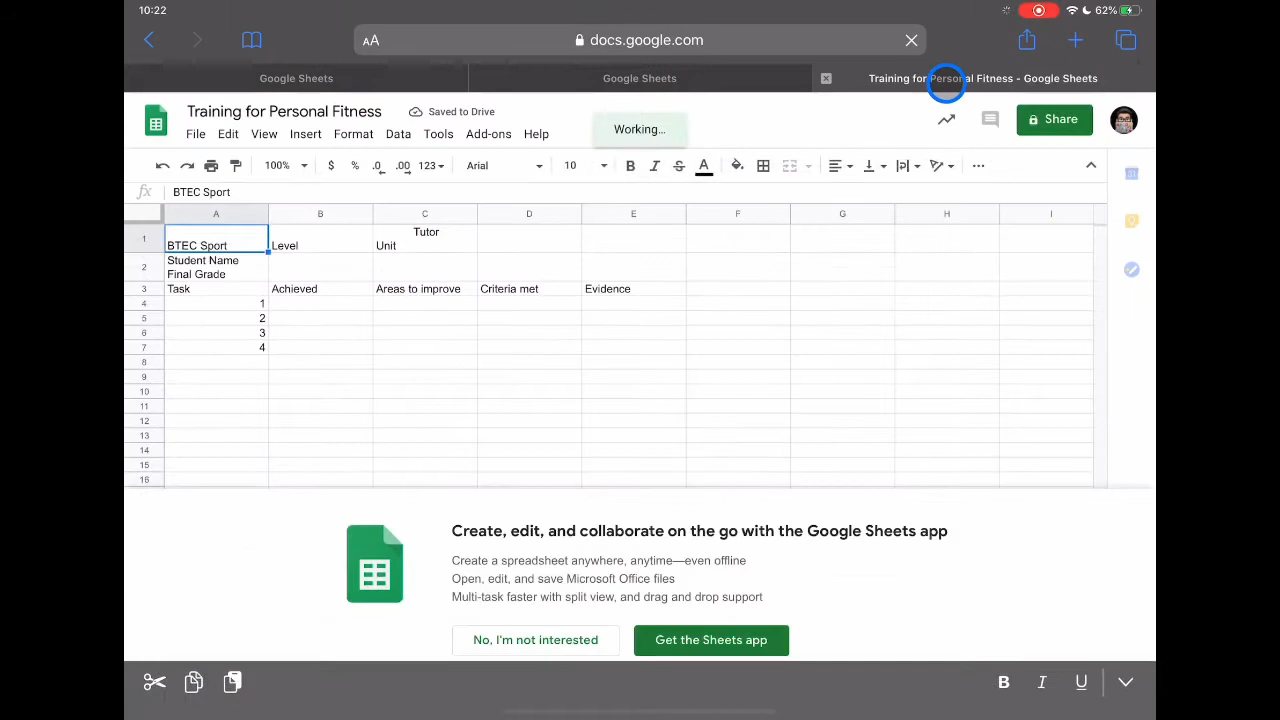 10:22
62%
AA
docs.google.com
Google Sheets
Google Sheets
Training for Personal Fitness - Google Sheets
Training for Personal Fitness
Saved to Drive
File Edit View Insert Format Data Tools Add-ons Help
Working...
Share
100% $ % .0 .00 123 Arial 10 B I S A
fx BTEC Sport
A B C D E F G H I
1 BTEC Sport Level Tutor
Unit
2 Student Name
Final Grade
3 Task Achieved Areas to improve Criteria met Evidence
4 1
5 2
6 3
7 4
8
9
10
11
12
13
14
15
16
31
Create, edit, and collaborate on the go with the Google Sheets app
Create a spreadsheet anywhere, anytime—even offline
Open, edit, and save Microsoft Office files
Multi-task faster with split view, and drag and drop support
No, I'm not interested
Get the Sheets app
B I U